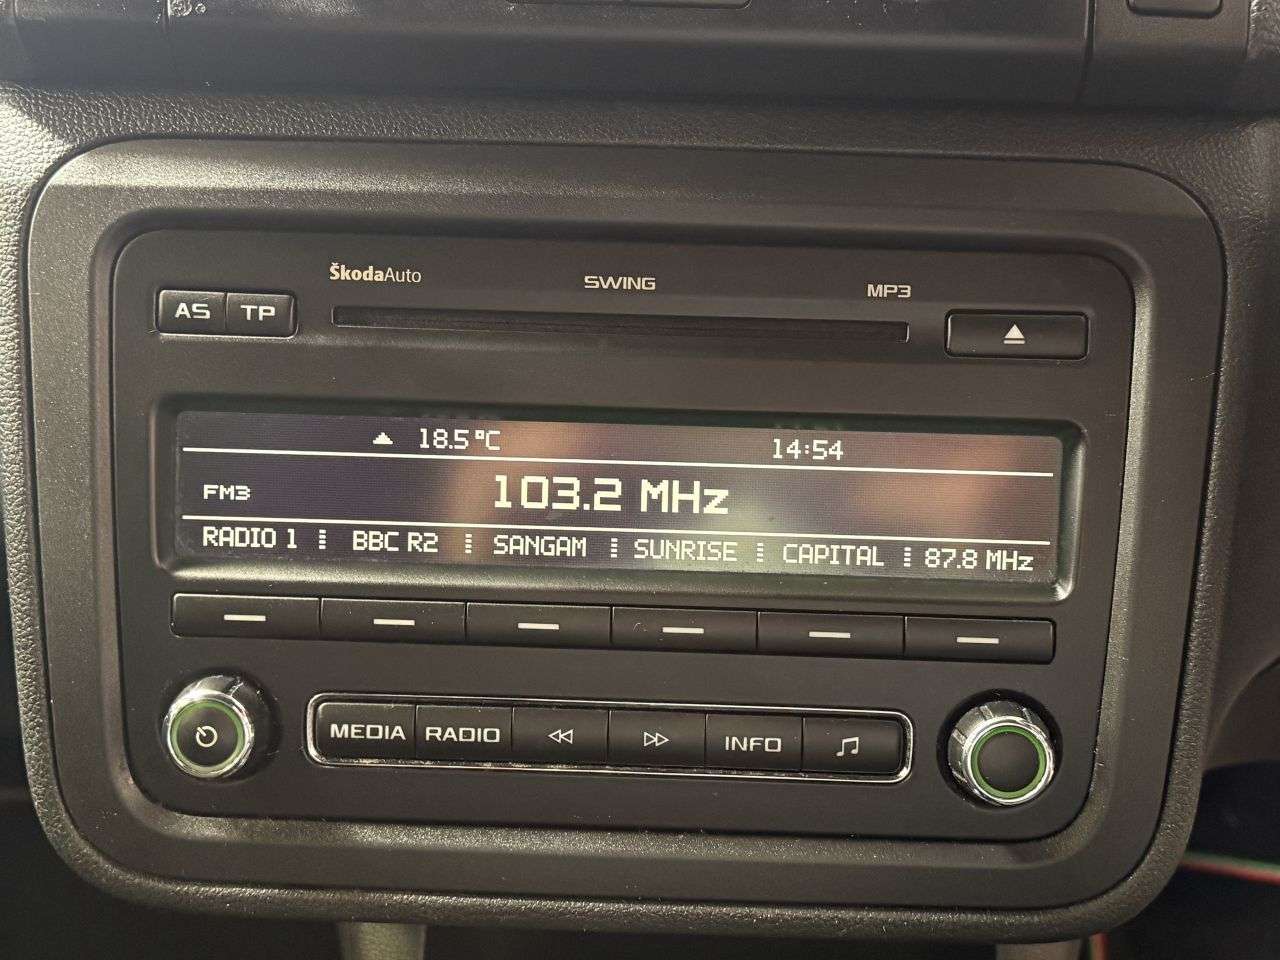 ŠkodaAuto SWING MP3
AS TP
18.5°C 14:54
FM3 103.2 MHz
RADIO 1 BBC R2 SANGAM SUNRISE CAPITAL 87.8 MHz
MEDIA RADIO INFO